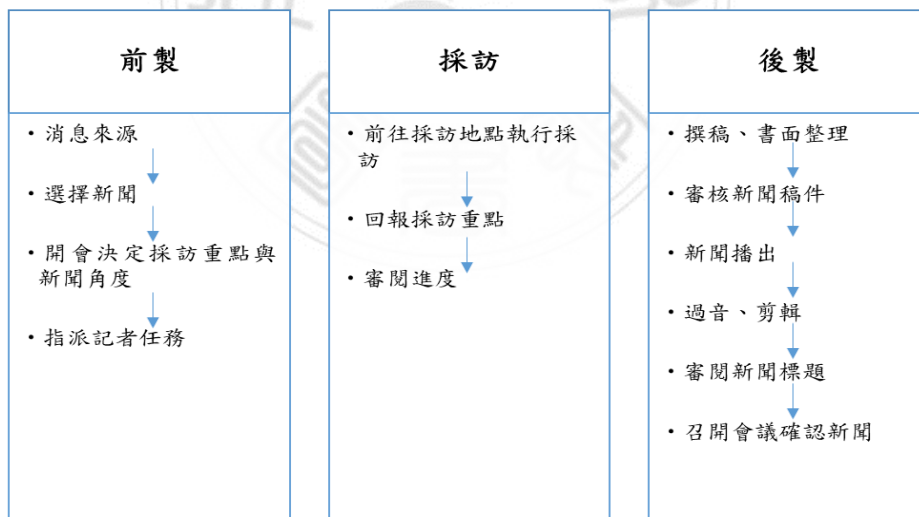 前製
・消息來源
・選擇新聞
・開會決定採訪重點與
新聞角度
・指派記者任務
採訪
・前往採訪地點執行採
訪
・回報採訪重點
・審閱進度
後製
・撰稿、書面整理
・審核新聞稿件
・新聞播出
・過音、剪輯
・審閱新聞標題
・召開會議確認新聞